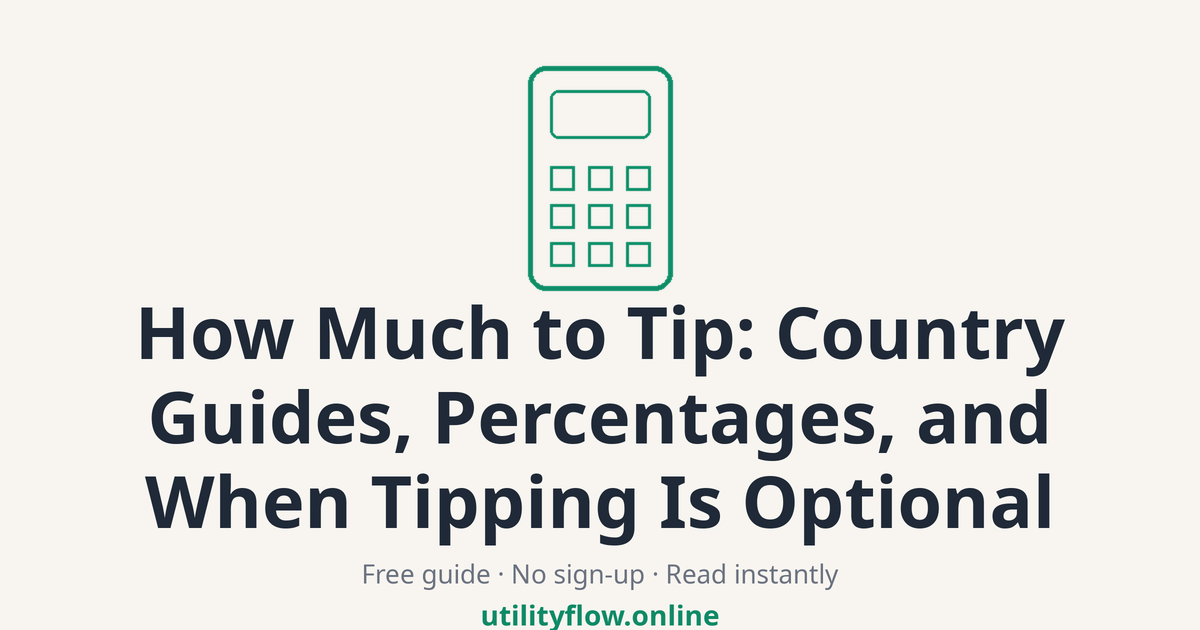 How Much to Tip: Country
Guides, Percentages, and
When Tipping Is Optional
Free guide · No sign-up · Read instantly
utilityflow.online